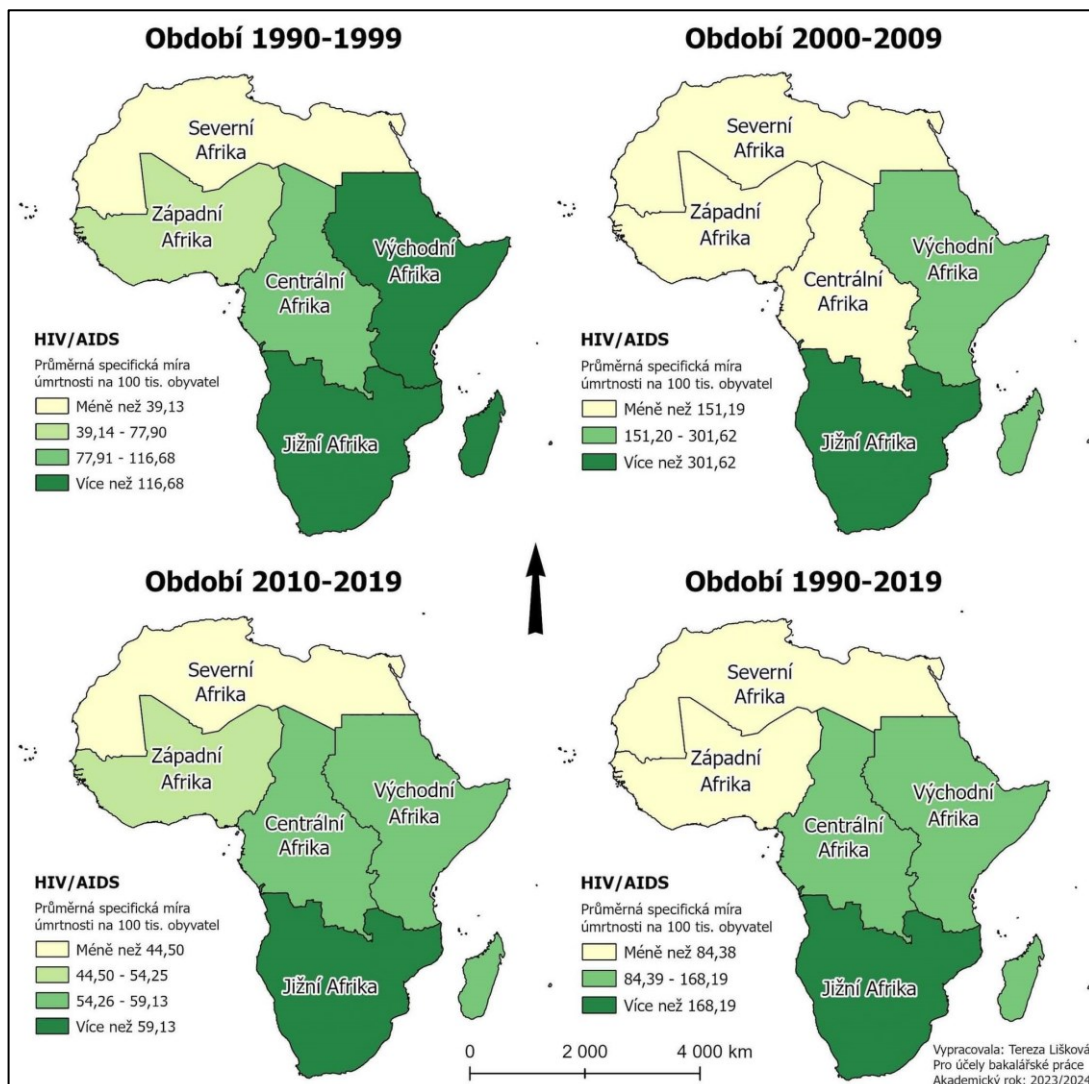 Období 1990-1999
Severní
Afrika
Západní
Afrika
Východní
Afrika
Centrální
Afrika
Jižní Afrika
HIV/AIDS
Průměrná specifická míra
úmrtnosti na 100 tis. obyvatel
Méně než 39,13
39,14 - 77,90
77,91 - 116,68
Více než 116,68
Období 2000-2009
Severní
Afrika
Západní
Afrika
Východní
Afrika
Centrální
Afrika
Jižní Afrika
HIV/AIDS
Průměrná specifická míra
úmrtnosti na 100 tis. obyvatel
Méně než 151,19
151,20 - 301,62
Více než 301,62
Období 2010-2019
Severní
Afrika
Západní
Afrika
Východní
Afrika
Centrální
Afrika
Jižní Afrika
HIV/AIDS
Průměrná specifická míra
úmrtnosti na 100 tis. obyvatel
Méně než 44,50
44,50 - 54,25
54,26 - 59,13
Více než 59,13
Období 1990-2019
Severní
Afrika
Západní
Afrika
Východní
Afrika
Centrální
Afrika
Jižní Afrika
HIV/AIDS
Průměrná specifická míra
úmrtnosti na 100 tis. obyvatel
Méně než 84,38
84,39 - 168,19
Více než 168,19
0 2 000 4 000 km
Vypracovala: Tereza Lišková
Pro účely bakalářské práce
Akademický rok: 2023/2024